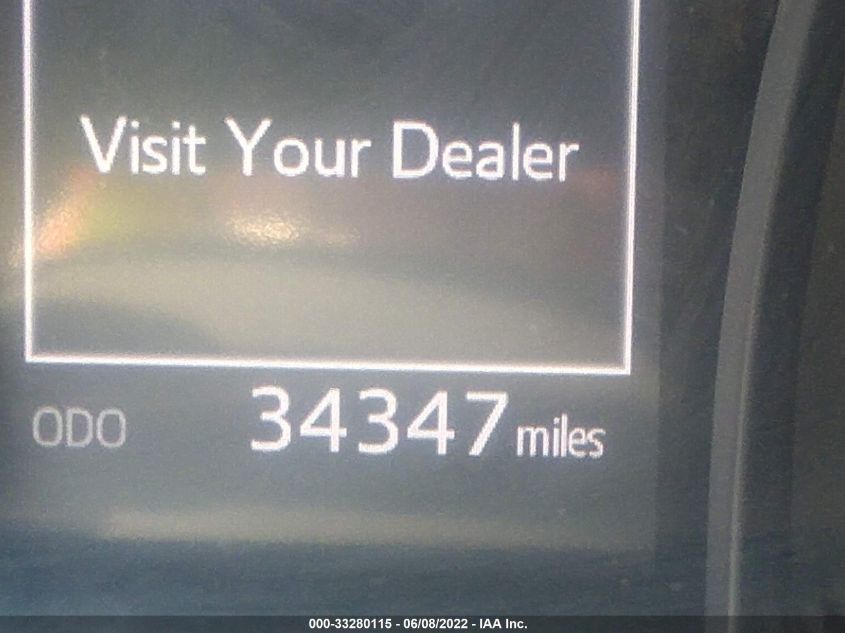 Visit Your Dealer
ODO 34347 miles
000-33280115 - 06/08/2022 - IAA Inc.